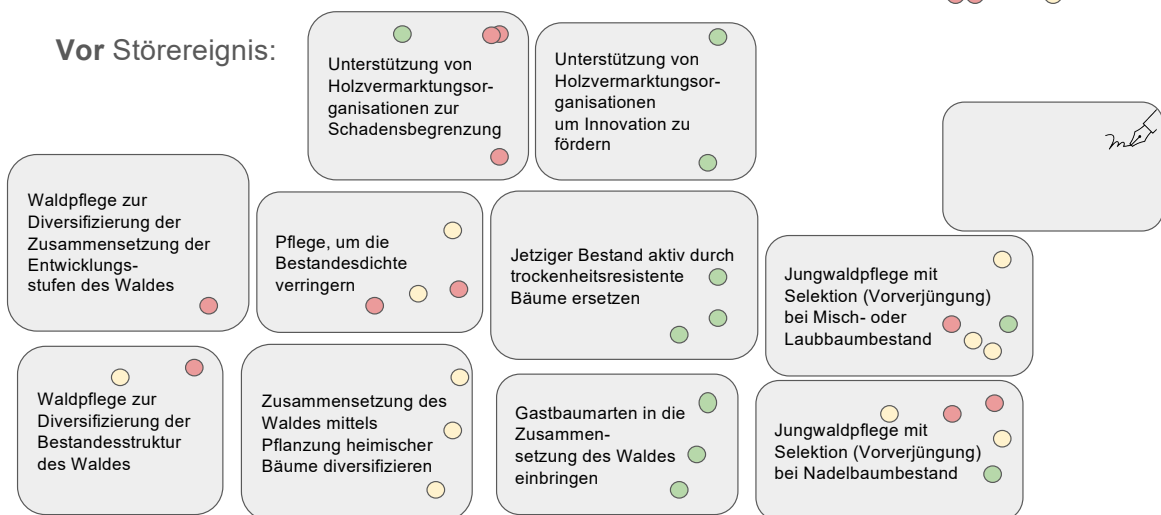 Vor Störereignis:
Unterstützung von
Holzvermarktungsor-
ganisationen zur
Schadensbegrenzung
Unterstützung von
Holzvermarktungsor-
ganisationen
um Innovation zu
fördern
Waldpflege zur
Diversifizierung der
Zusammensetzung der
Entwicklungs-
stufen des Waldes
Pflege, um die
Bestandesdichte
verringern
Jetziger Bestand aktiv durch
trockenheitsresistente
Bäume ersetzen
Jungwaldpflege mit
Selektion (Vorverjüngung)
bei Misch- oder
Laubbaumbestand
Waldpflege zur
Diversifizierung der
Bestandesstruktur
des Waldes
Zusammensetzung des
Waldes mittels
Pflanzung heimischer
Bäume diversifizieren
Gastbaumarten in die
Zusammen-
setzung des Waldes
einbringen
Jungwaldpflege mit
Selektion (Vorverjüngung)
bei Nadelbaumbestand